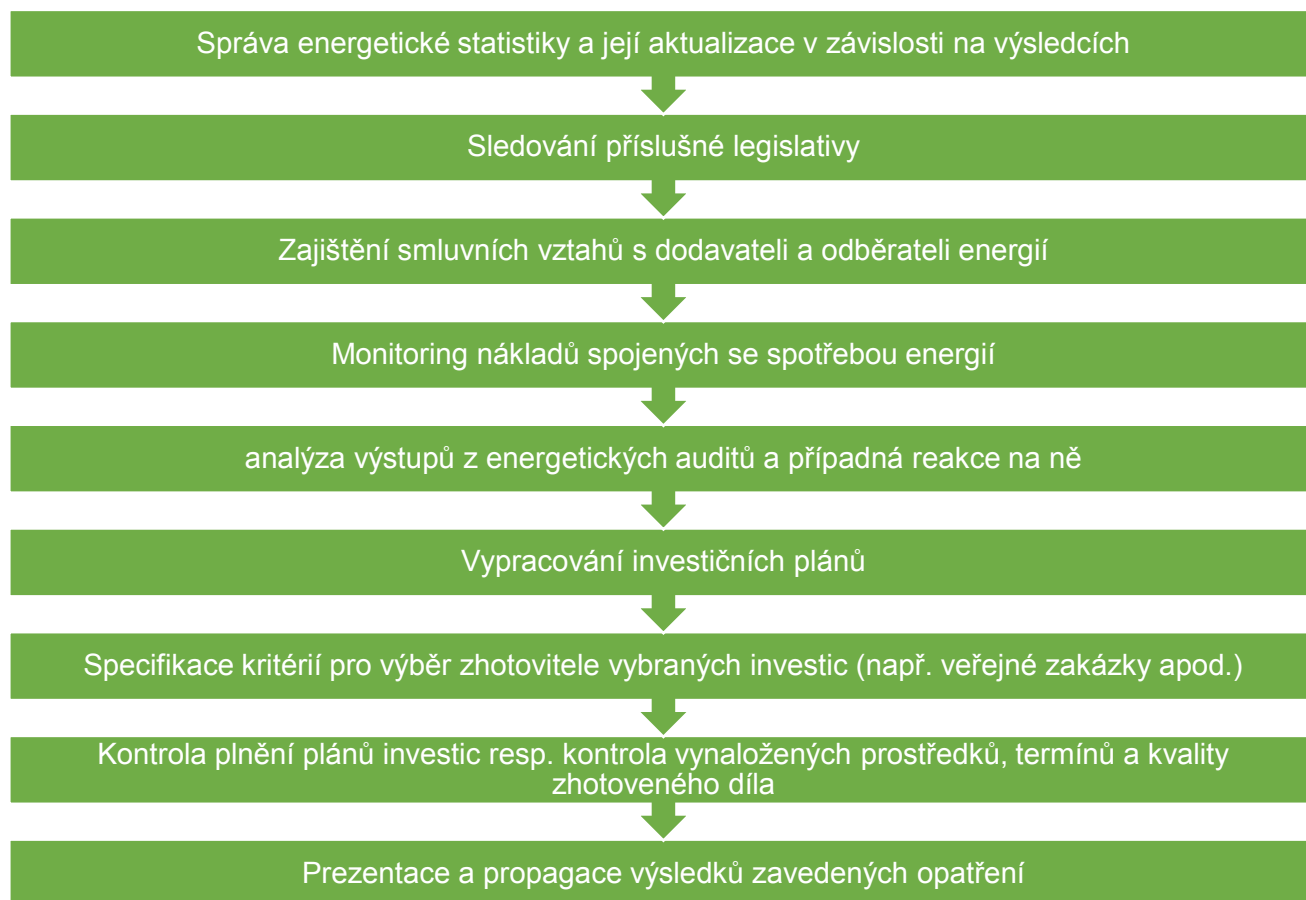 Správa energetické statistiky a její aktualizace v závislosti na výsledcích
Sledování příslušné legislativy
Zajištění smluvních vztahů s dodavateli a odběrateli energií
Monitoring nákladů spojených se spotřebou energií
analýza výstupů z energetických auditů a případná reakce na ně
Vypracování investičních plánů
Specifikace kritérií pro výběr zhotovitele vybraných investic (např. veřejné zakázky apod.)
Kontrola plnění plánů investic resp. kontrola vynaložených prostředků, termínů a kvality
zhotoveného díla
Prezentace a propagace výsledků zavedených opatření